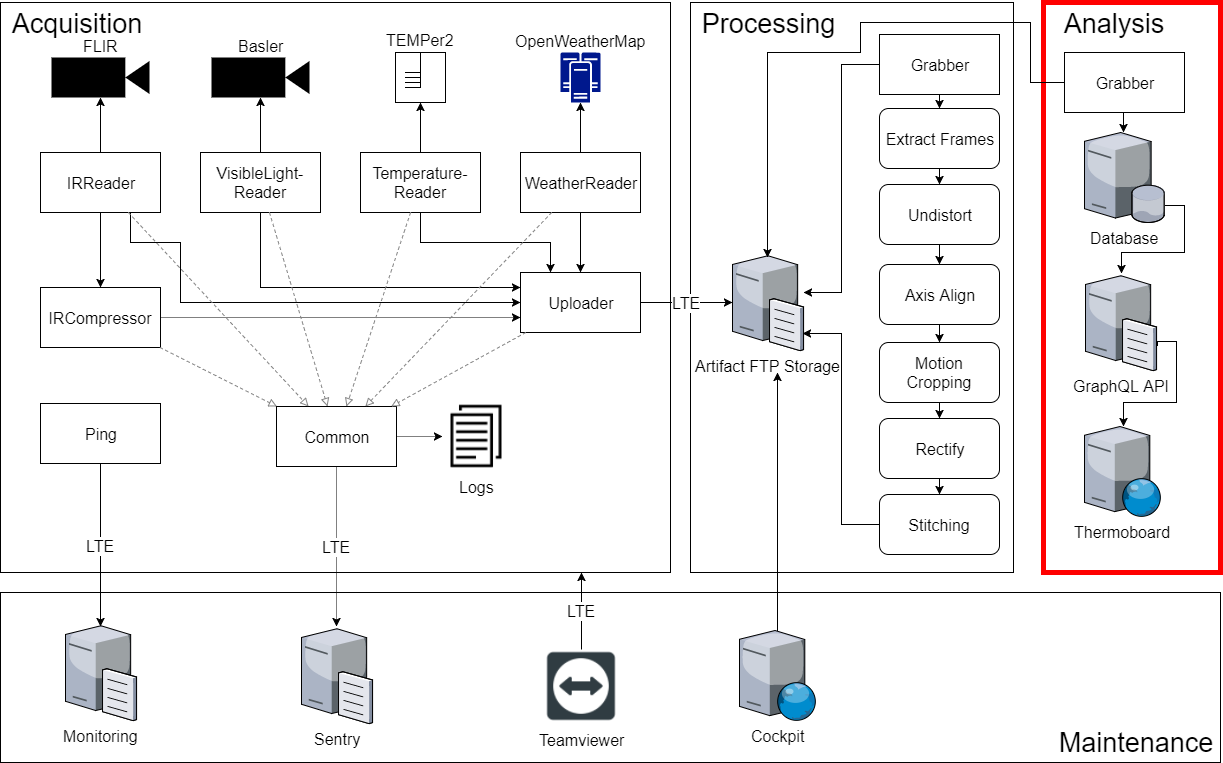 Acquisition
FLIR
Basler
TEMPer2
OpenWeatherMap
IRReader
VisibleLight-
Reader
Temperature-
Reader
WeatherReader
IRCompressor
Uploader
LTE
Ping
Common
Logs
LTE
LTE
Processing
Grabber
Extract Frames
Undistort
Axis Align
Motion
Cropping
Rectify
Stitching
Artifact FTP Storage
Analysis
Grabber
Database
GraphQL API
Thermoboard
LTE
Monitoring
Sentry
Teamviewer
Cockpit
Maintenance